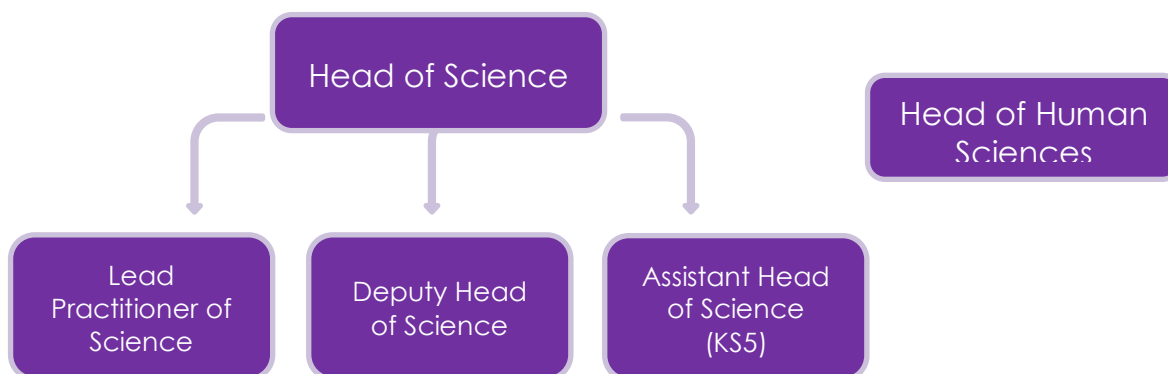 Head of Science
Head of Human
Sciences
Lead
Practitioner of
Science
Deputy Head
of Science
Assistant Head
of Science
(KS5)